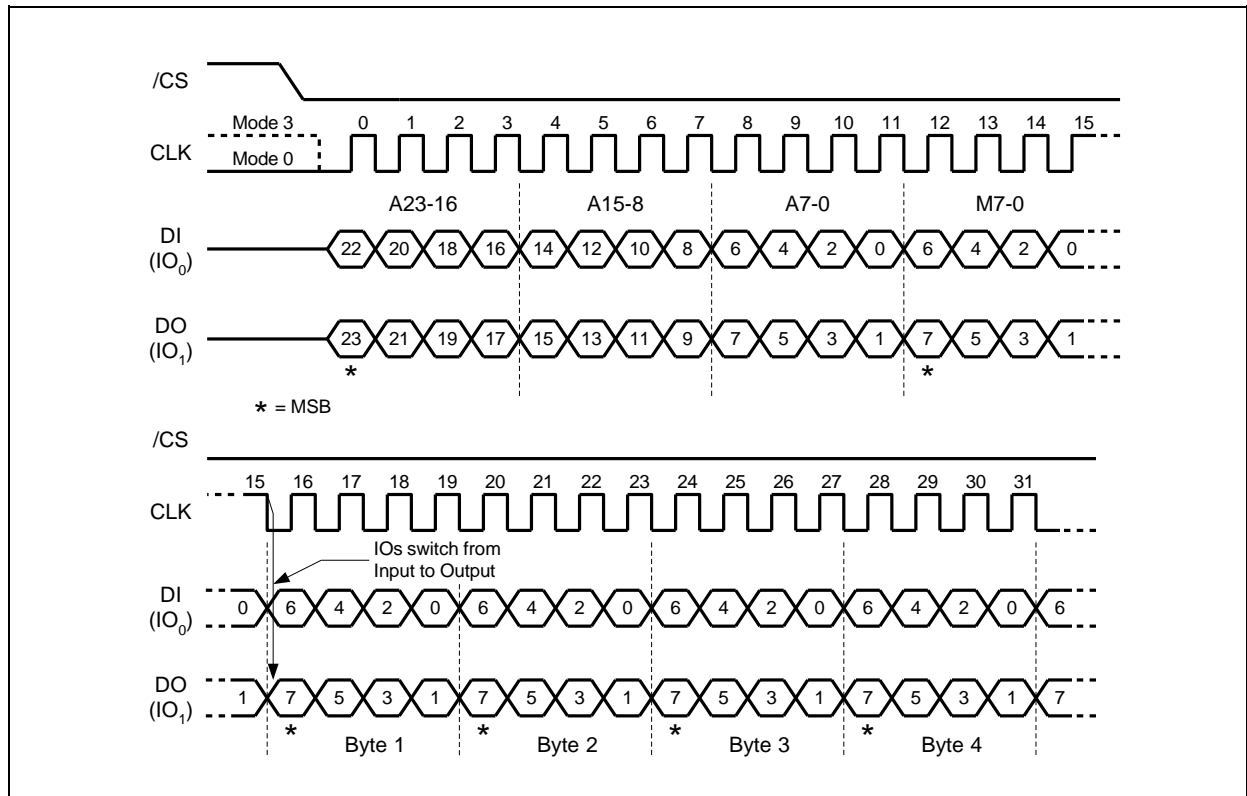 /CS
Mode 3
0 1 2 3 4 5 6 7 8 9 10 11 12 13 14 15
CLK
Mode 0
A23-16 A15-8 A7-0 M7-0
DI
(IO0)
22 20 18 16 14 12 10 8 6 4 2 0 6 4 2 0
DO
(IO1)
23 21 19 17 15 13 11 9 7 5 3 1 7 5 3 1
* *
* = MSB
/CS
15 16 17 18 19 20 21 22 23 24 25 26 27 28 29 30 31
CLK
IOs switch from
Input to Output
DI
(IO0)
0 6 4 2 0 6 4 2 0 6 4 2 0 6 4 2 0 6
DO
(IO1)
1 7 5 3 1 7 5 3 1 7 5 3 1 7 5 3 1 7
* * * *
Byte 1 Byte 2 Byte 3 Byte 4